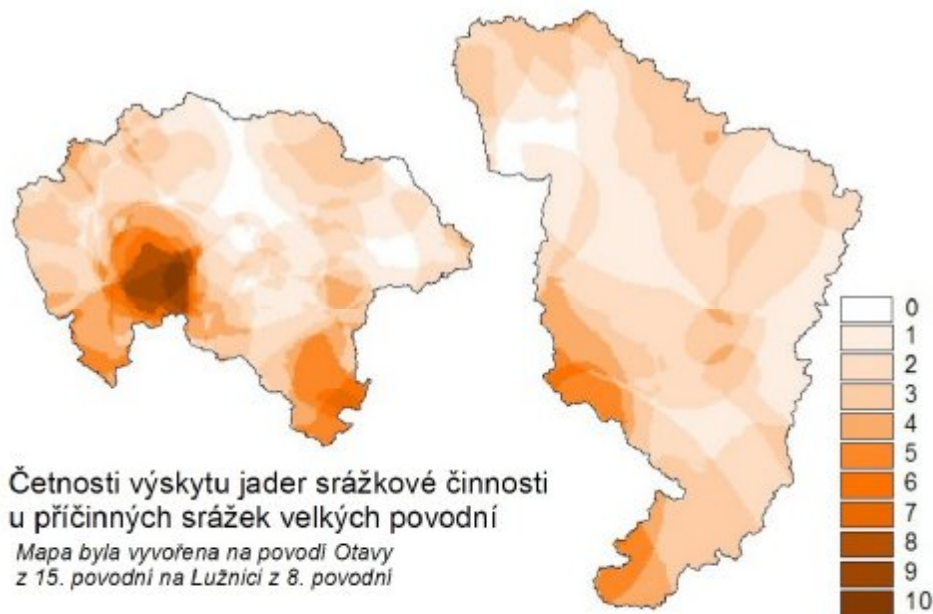 0
1
2
3
4
5
6
7
8
9
10
Četnosti výskytu jader srážkové činnosti
u příčinných srážek velkých povodní
Mapa byla vyvořena na povodí Otavy
z 15. povodní na Lužnici z 8. povodní